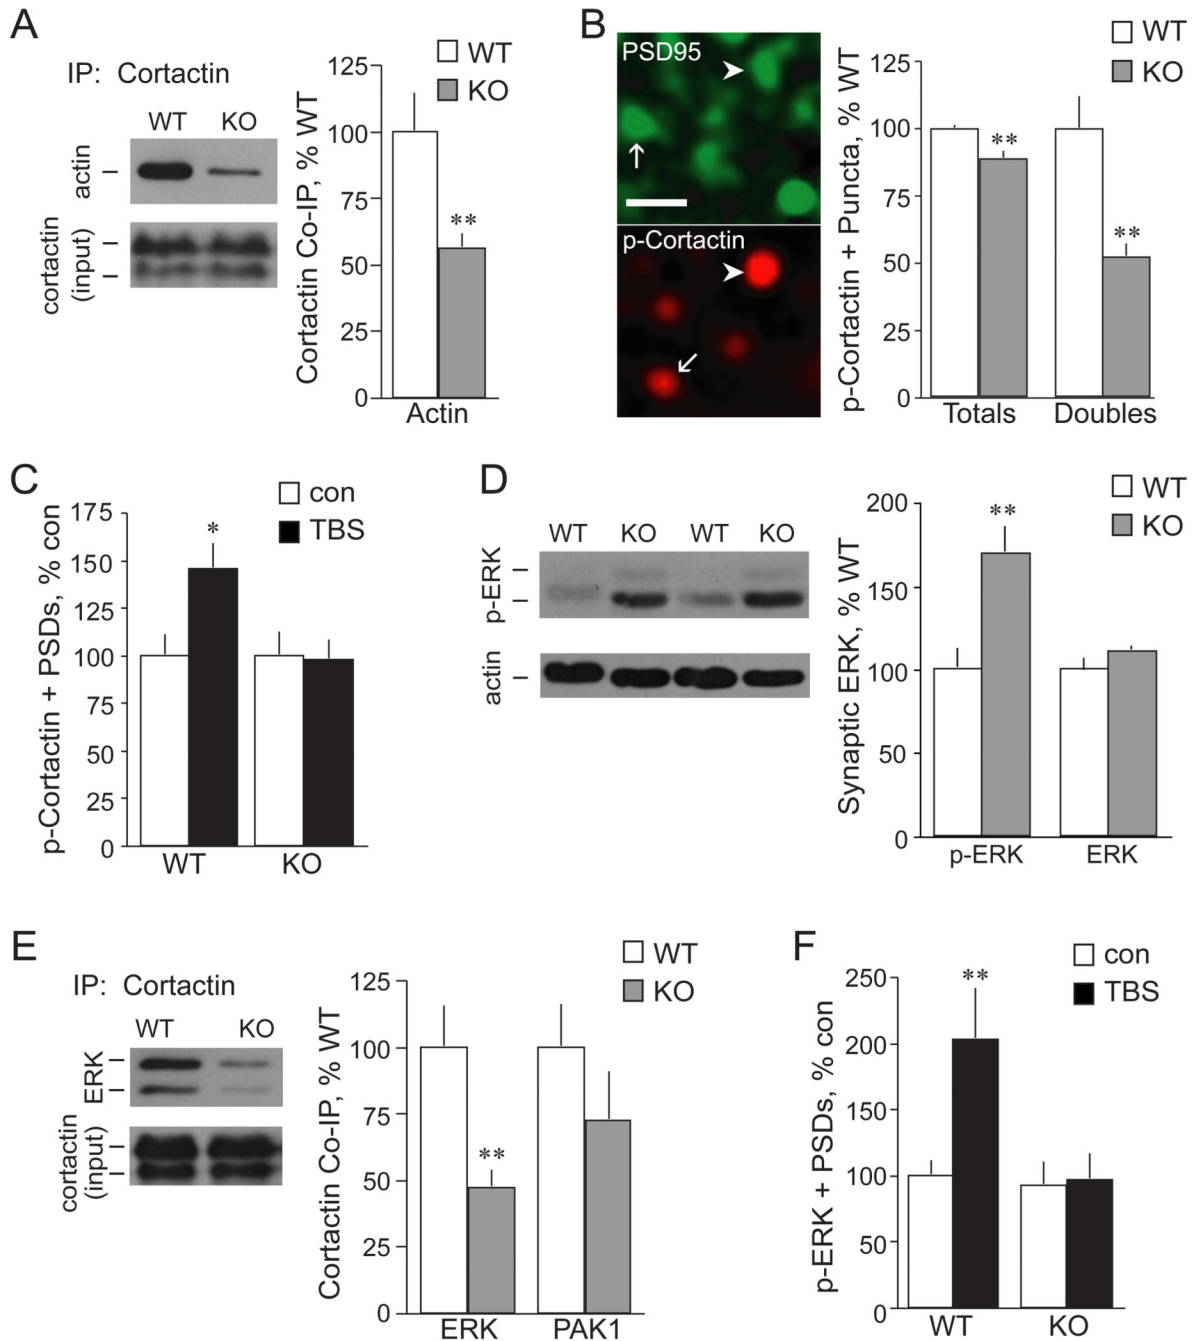 A
IP: Cortactin
WT KO
actin
cortactin
(input)
Cortactin Co-IP, % WT
125
100
75
50
25
0
WT
KO
**
Actin
B
PSD95
p-Cortactin
p-Cortactin + Puncta, % WT
125
100
75
50
25
0
WT
KO
**
**
Totals Doubles
C
p-Cortactin + PSDs, % con
175
150
125
100
75
50
25
0
con
TBS
*
WT KO
D
WT KO WT KO
p-ERK
actin
Synaptic ERK, % WT
200
150
100
50
0
WT
KO
**
p-ERK ERK
E
IP: Cortactin
WT KO
ERK
cortactin
(input)
Cortactin Co-IP, % WT
125
100
75
50
25
0
WT
KO
**
ERK PAK1
F
p-ERK + PSDs, % con
250
200
150
100
50
0
con
TBS
**
WT KO